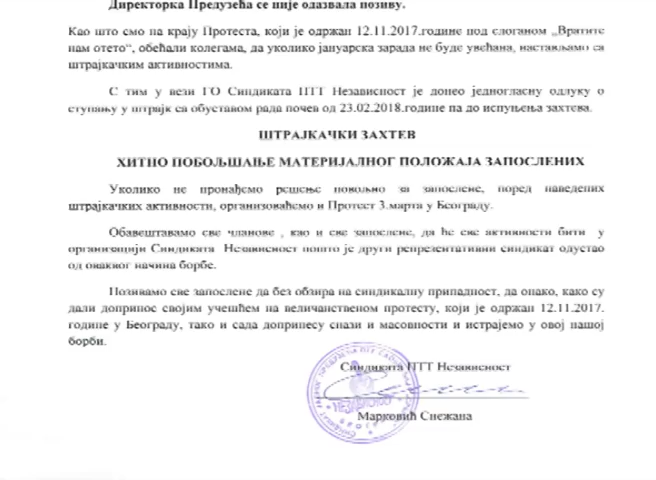 Директорка Предузећа се није одазвала позиву.
Као што смо на крају Протеста, који је одржан 12.11.2017.године под слоганом „Вратите
нам отето“, обећали колегама, да уколико јануарска зарада не буде увећана, настављамо са
штрајкачким активностима.
С тим у вези ГО Синдиката ПТТ Независност је донео једногласну одлуку о
ступању у штрајк са обуставом рада почев од 23.02.2018.године па до испуњења захтева.
ШТРАЈКАЧКИ ЗАХТЕВ
ХИТНО ПОБОЉШАЊЕ МАТЕРИЈАЛНОГ ПОЛОЖАЈА ЗАПОСЛЕНИХ
Уколико не пронађемо решење повољно за запослене, поред наведених
штрајкачких активности, организоваћемо и Протест 3.марта у Београду.
Обавештавамо све чланове , као и све запослене, да ће све активности бити у
организацији Синдиката Независност пошто је други репрезентативни синдикат одустао
од оваквог начина борбе.
Позивамо све запослене да без обзира на синдикалну припадност, да онако, како су
дали допринос својим учешћем на величанственом протесту, који је одржан 12.11.2017.
године у Београду, тако и сада допринесу снази и масовности и истрајемо у овој нашој
борби.
Синдиката ПТТ Независност
НЕЗАВИСНОСТ
Марковић Снежана